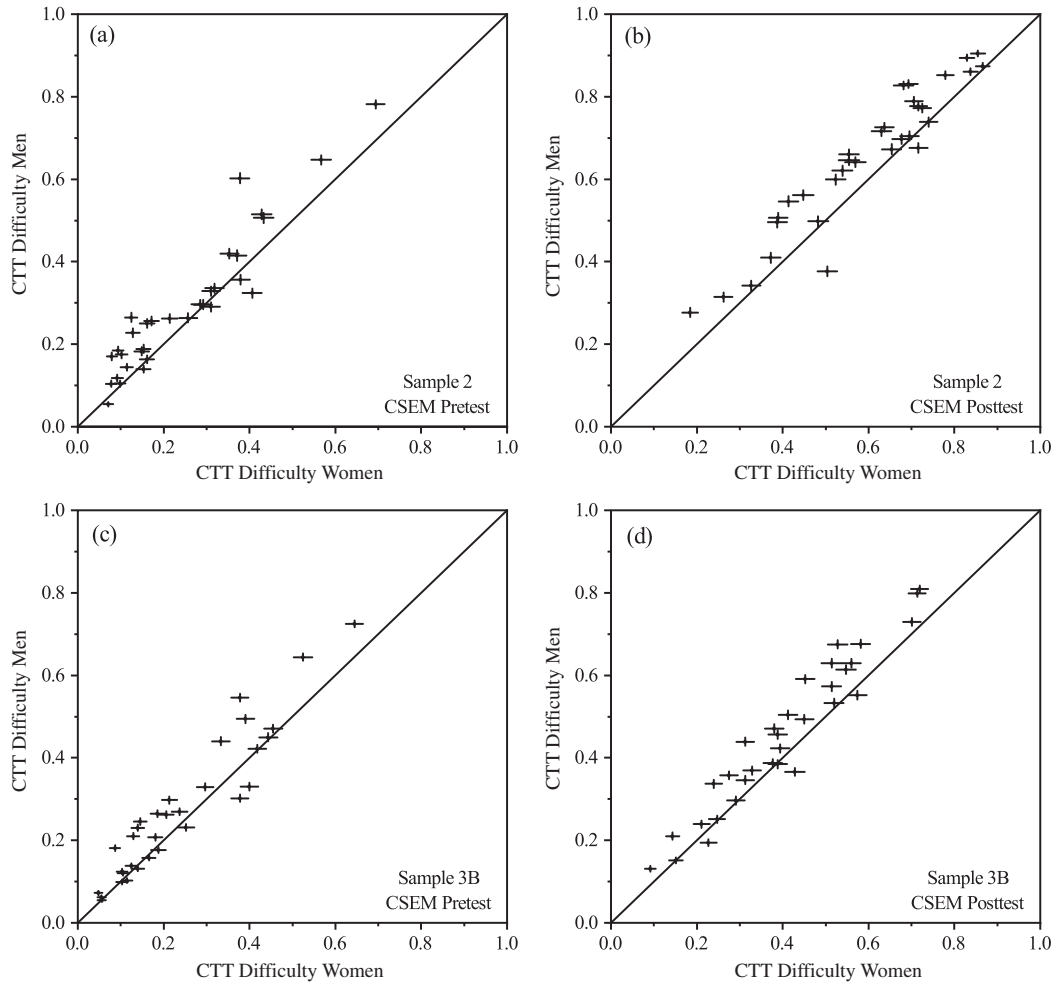 (a)
1.0
0.8
0.6
0.4
0.2
0.0
CTT Difficulty Men
Sample 2
CSEM Pretest
0.0 0.2 0.4 0.6 0.8 1.0
CTT Difficulty Women
(b)
1.0
0.8
0.6
0.4
0.2
0.0
CTT Difficulty Men
Sample 2
CSEM Posttest
0.0 0.2 0.4 0.6 0.8 1.0
CTT Difficulty Women
(c)
1.0
0.8
0.6
0.4
0.2
0.0
CTT Difficulty Men
Sample 3B
CSEM Pretest
0.0 0.2 0.4 0.6 0.8 1.0
CTT Difficulty Women
(d)
1.0
0.8
0.6
0.4
0.2
0.0
CTT Difficulty Men
Sample 3B
CSEM Posttest
0.0 0.2 0.4 0.6 0.8 1.0
CTT Difficulty Women